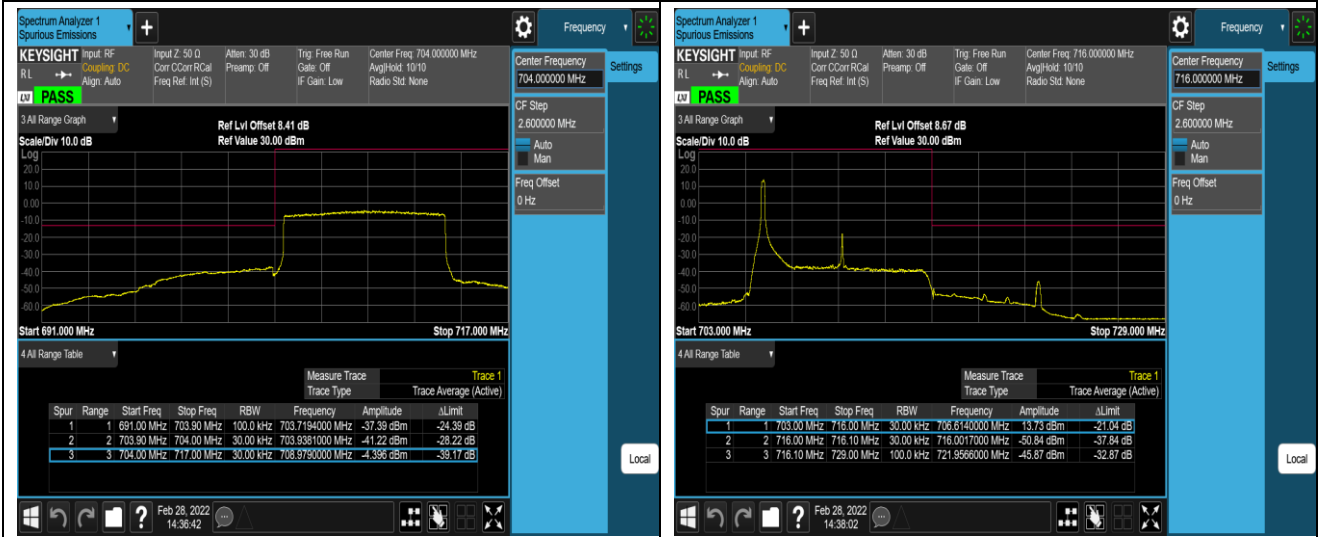 Spectrum Analyzer 1
Spurious Emissions
Frequency
KEYSIGHT Input: RF Input Z: 50 Ω Atten: 30 dB Trig: Free Run Center Freq: 704.000000 MHz
Coupling: DC Corr CCorr RCal Preamp: Off Gate: Off Avg|Hold: 10/10
RL Align: Auto Freq Ref: Int (S) IF Gain: Low Radio Std: None
PASS
3 All Range Graph
Ref Lvl Offset 8.41 dB
Scale/Div 10.0 dB Ref Value 30.00 dBm
Log
20.0
10.0
0.00
-10.0
-20.0
-30.0
-40.0
-50.0
-60.0
Start 691.000 MHz Stop 717.000 MHz
4 All Range Table
Measure Trace Trace 1
Trace Type Trace Average (Active)
Spur Range Start Freq Stop Freq RBW Frequency Amplitude ΔLimit
1 1 691.00 MHz 703.90 MHz 100.0 kHz 703.7194000 MHz -37.39 dBm -24.39 dB
2 2 703.90 MHz 704.00 MHz 30.00 kHz 703.9381000 MHz -41.22 dBm -28.22 dB
3 3 704.00 MHz 717.00 MHz 30.00 kHz 708.9790000 MHz -4.396 dBm -39.17 dB
Center Frequency
704.000000 MHz
Settings
CF Step
2.600000 MHz
Auto
Man
Freq Offset
0 Hz
Local
?
Feb 28, 2022
14:36:42
Spectrum Analyzer 1
Spurious Emissions
Frequency
KEYSIGHT Input: RF Input Z: 50 Ω Atten: 30 dB Trig: Free Run Center Freq: 716.000000 MHz
Coupling: DC Corr CCorr RCal Preamp: Off Gate: Off Avg|Hold: 10/10
RL Align: Auto Freq Ref: Int (S) IF Gain: Low Radio Std: None
PASS
3 All Range Graph
Ref Lvl Offset 8.67 dB
Scale/Div 10.0 dB Ref Value 30.00 dBm
Log
20.0
10.0
0.00
-10.0
-20.0
-30.0
-40.0
-50.0
-60.0
Start 703.000 MHz Stop 729.000 MHz
4 All Range Table
Measure Trace Trace 1
Trace Type Trace Average (Active)
Spur Range Start Freq Stop Freq RBW Frequency Amplitude ΔLimit
1 1 703.00 MHz 716.00 MHz 30.00 kHz 706.6140000 MHz 13.73 dBm -21.04 dB
2 2 716.00 MHz 716.10 MHz 30.00 kHz 716.0017000 MHz -50.84 dBm -37.84 dB
3 3 716.10 MHz 729.00 MHz 100.0 kHz 721.9566000 MHz -45.87 dBm -32.87 dB
Center Frequency
716.000000 MHz
Settings
CF Step
2.600000 MHz
Auto
Man
Freq Offset
0 Hz
Local
?
Feb 28, 2022
14:38:02